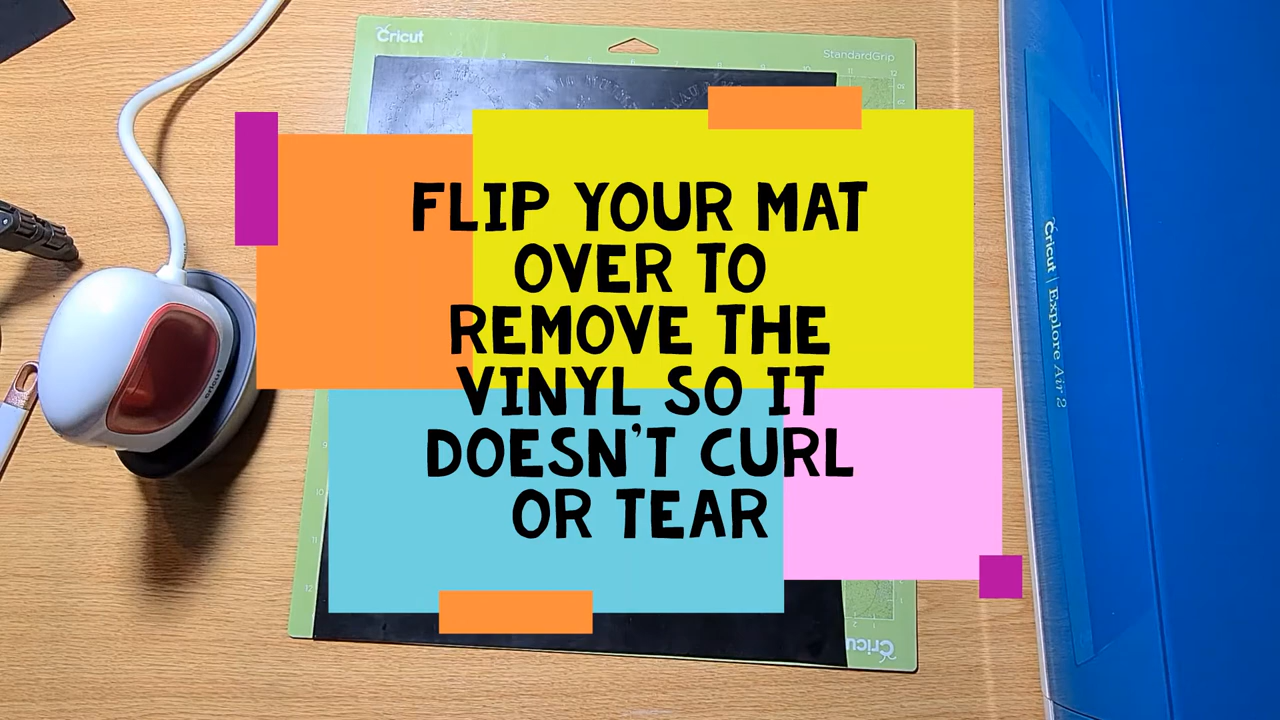 Cricut
StandardGrip
FLIP YOUR MAT
OVER TO
REMOVE THE
VINYL SO IT
DOESN'T CURL
OR TEAR
cricut
Cricut | Explore Air 2
Cricut